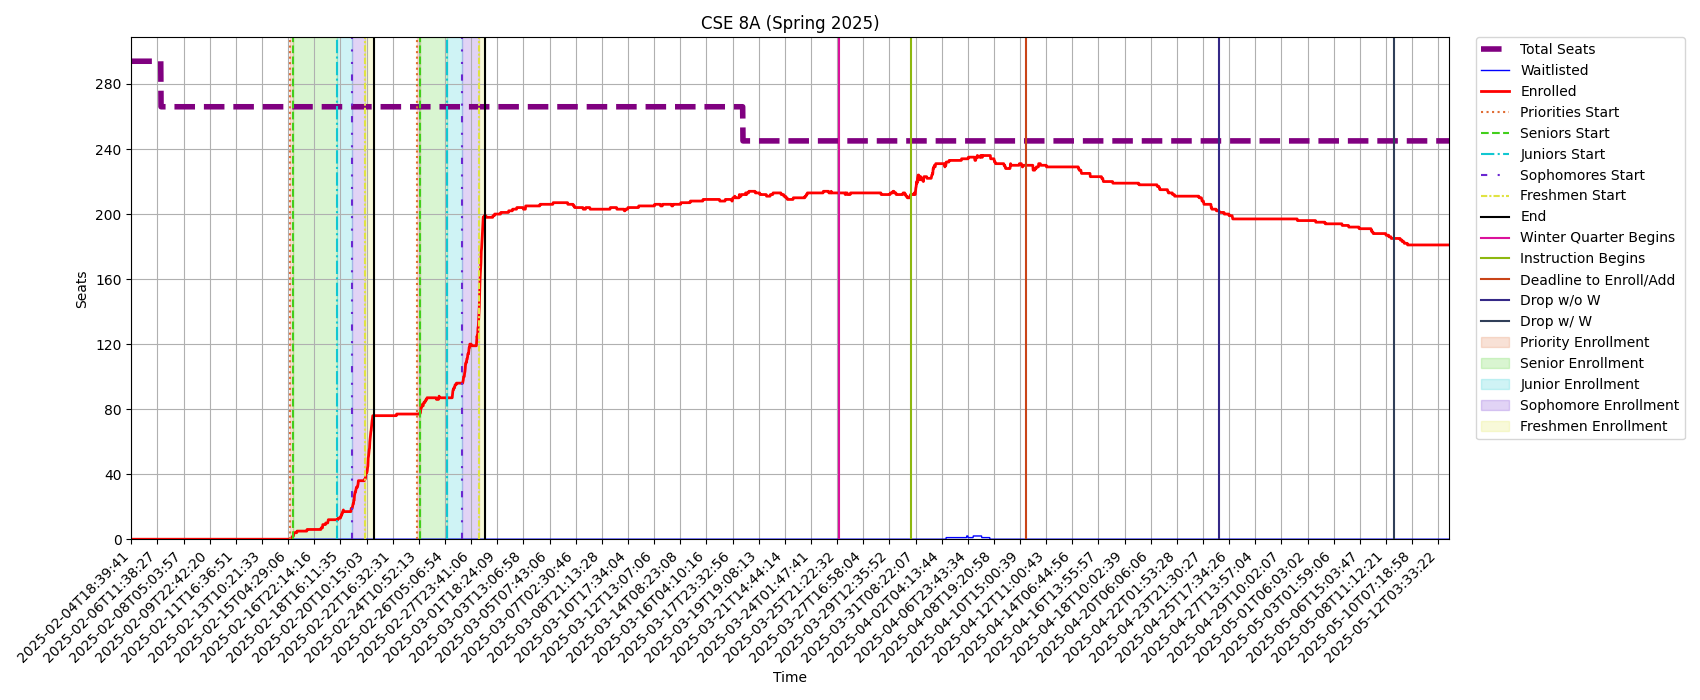 CSE 8A (Spring 2025)
Seats
280
240
200
160
120
80
40
0
2025-02-04T18:39:41
2025-02-06T11:38:27
2025-02-08T05:03:57
2025-02-09T22:42:20
2025-02-11T16:36:51
2025-02-13T10:21:33
2025-02-15T04:29:06
2025-02-16T22:14:16
2025-02-18T16:11:35
2025-02-20T10:15:03
2025-02-22T16:32:31
2025-02-24T10:52:13
2025-02-26T05:06:54
2025-02-27T23:41:06
2025-03-01T18:24:09
2025-03-03T13:06:58
2025-03-05T07:43:06
2025-03-07T02:30:46
2025-03-08T21:13:28
2025-03-10T17:34:04
2025-03-12T13:07:06
2025-03-14T08:23:08
2025-03-16T04:10:16
2025-03-17T23:32:56
2025-03-19T19:08:13
2025-03-21T14:44:14
2025-03-24T01:47:41
2025-03-25T21:22:32
2025-03-27T16:58:04
2025-03-29T12:35:52
2025-03-31T08:22:07
2025-04-02T04:13:44
2025-04-06T23:43:34
2025-04-08T19:20:58
2025-04-10T15:00:39
2025-04-12T11:00:43
2025-04-14T06:44:56
2025-04-16T13:55:57
2025-04-18T10:02:39
2025-04-20T06:06:06
2025-04-22T01:53:28
2025-04-23T21:30:27
2025-04-25T17:34:26
2025-04-27T13:57:04
2025-04-29T10:02:07
2025-05-01T06:03:02
2025-05-03T01:59:06
2025-05-06T15:03:47
2025-05-08T11:12:21
2025-05-10T07:18:58
2025-05-12T03:33:22
Time
Total Seats
Waitlisted
Enrolled
Priorities Start
Seniors Start
Juniors Start
Sophomores Start
Freshmen Start
End
Winter Quarter Begins
Instruction Begins
Deadline to Enroll/Add
Drop w/o W
Drop w/ W
Priority Enrollment
Senior Enrollment
Junior Enrollment
Sophomore Enrollment
Freshmen Enrollment